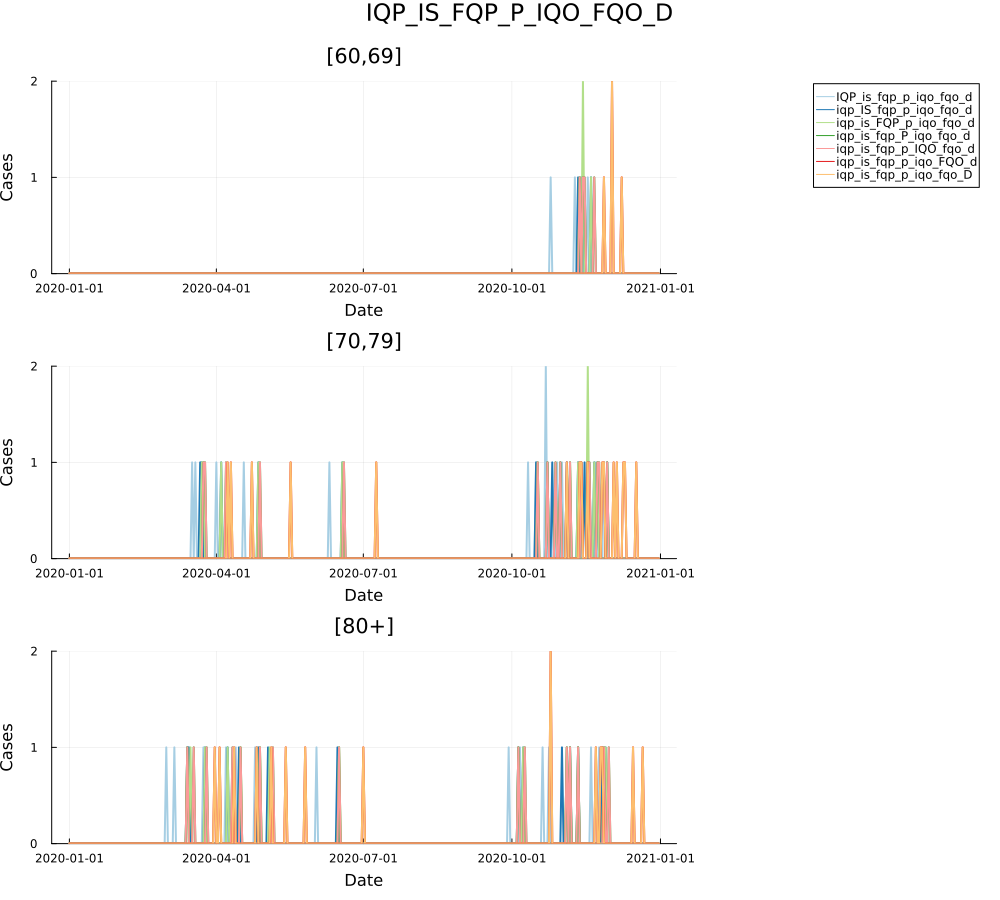 IQP_IS_FQP_P_IQO_FQO_D
[60,69]
2
1
0
Cases
2020-01-01 2020-04-01 2020-07-01 2020-10-01 2021-01-01
Date
IQP_is_fqp_p_iqo_fqo_d
iqp_IS_fqp_p_iqo_fqo_d
iqp_is_FQP_p_iqo_fqo_d
iqp_is_fqp_P_iqo_fqo_d
iqp_is_fqp_p_IQO_fqo_d
iqp_is_fqp_p_iqo_FQO_d
iqp_is_fqp_p_iqo_fqo_D
[70,79]
2
1
0
Cases
2020-01-01 2020-04-01 2020-07-01 2020-10-01 2021-01-01
Date
[80+]
2
1
0
Cases
2020-01-01 2020-04-01 2020-07-01 2020-10-01 2021-01-01
Date